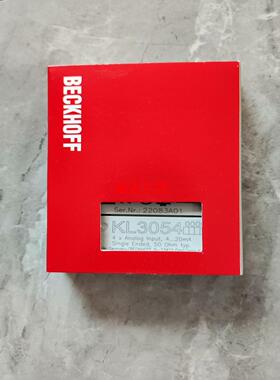 BECKHOFF
Ser.Nr.: 22083A01
KL3054
4 x Analog Input, 4...20mA
Single Ended, 50 Ohm typ.